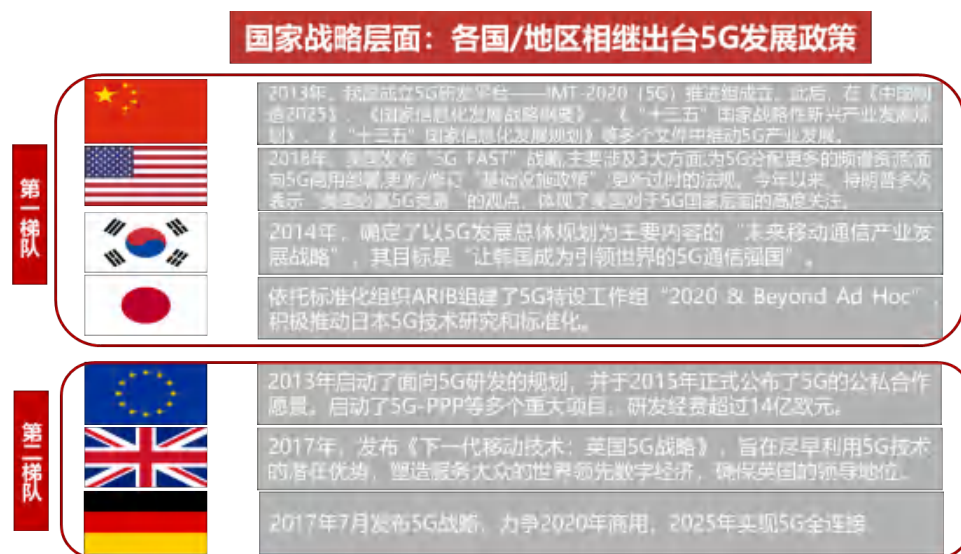 国家战略层面：各国/地区相继出台5G发展政策
第一梯队
2013年，我国成立5G研发平台——IMT-2020（5G）推进组成立。此后，在《中国制
造2025》、《国家信息化发展战略纲要》、《“十三五”国家战略性新兴产业发展规
划》、《“十三五”国家信息化发展规划》等多个文件中推动5G产业发展。
2018年，美国发布“5G FAST”战略,主要涉及3大方面,为5G分配更多的频谱资源,面
向5G商用部署,更新/修订“基础设施政策”,更新过时的法规。今年以来，特朗普多次
表示“美国必赢5G竞赛”的观点，体现了美国对于5G国家层面的高度关注。
2014年，确定了以5G发展总体规划为主要内容的“未来移动通信产业发
展战略”，其目标是“让韩国成为引领世界的5G通信强国”。
依托标准化组织ARIB组建了5G特设工作组“2020 & Beyond Ad Hoc”，
积极推动日本5G技术研究和标准化。
第二梯队
2013年启动了面向5G研发的规划，并于2015年正式公布了5G的公私合作
愿景。启动了5G-PPP等多个重大项目，研发经费超过14亿欧元。
2017年，发布《下一代移动技术：英国5G战略》，旨在尽早利用5G技术
的潜在优势，塑造服务大众的世界领先数字经济，确保英国的领导地位。
2017年7月发布5G战略，力争2020年商用，2025年实现5G全连接